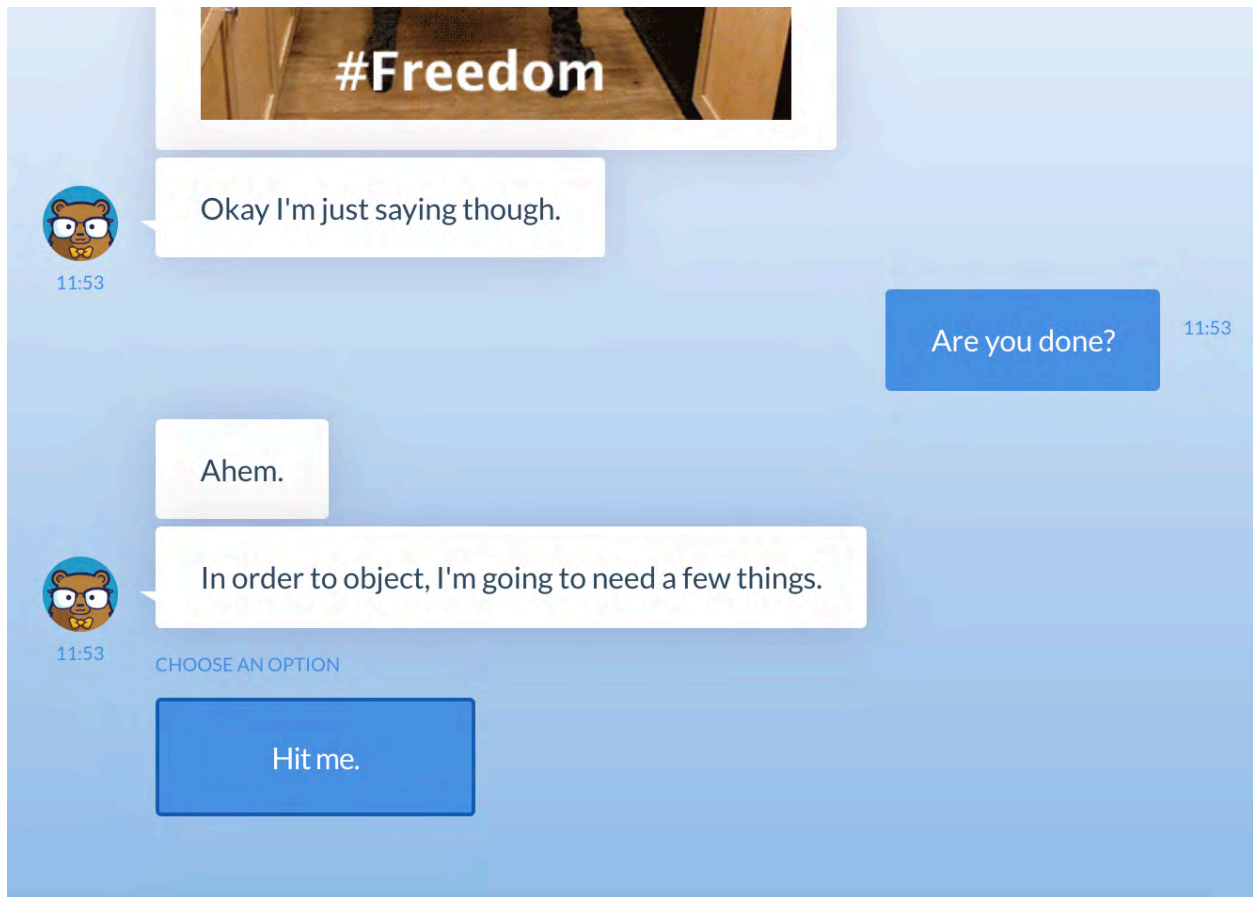 #Freedom
Okay I'm just saying though.
11:53
Are you done?
11:53
Ahem.
In order to object, I'm going to need a few things.
11:53
CHOOSE AN OPTION
Hit me.